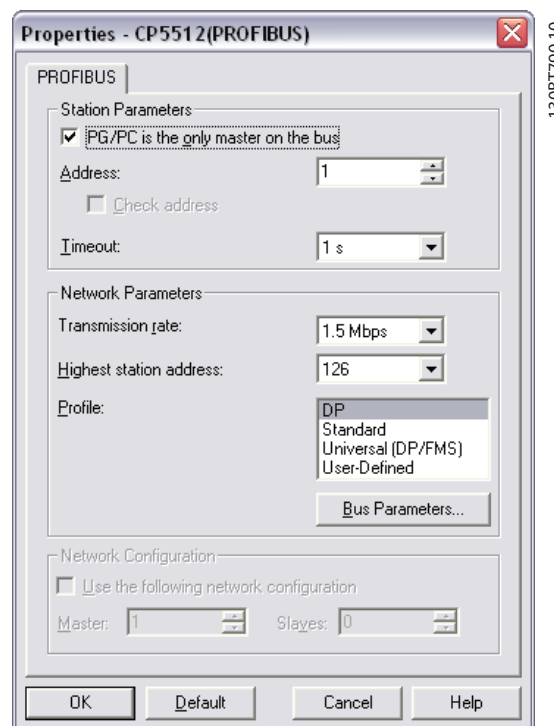 Properties - CP5512(PROFIBUS)
PROFIBUS
Station Parameters
PG/PC is the only master on the bus
Address: 1
Check address
Timeout: 1 s
Network Parameters
Transmission rate: 1.5 Mbps
Highest station address: 126
Profile: DP
Standard
Universal (DP/FMS)
User-Defined
Bus Parameters...
Network Configuration
Use the following network configuration
Master: 1 Slaves: 0
OK Default Cancel Help